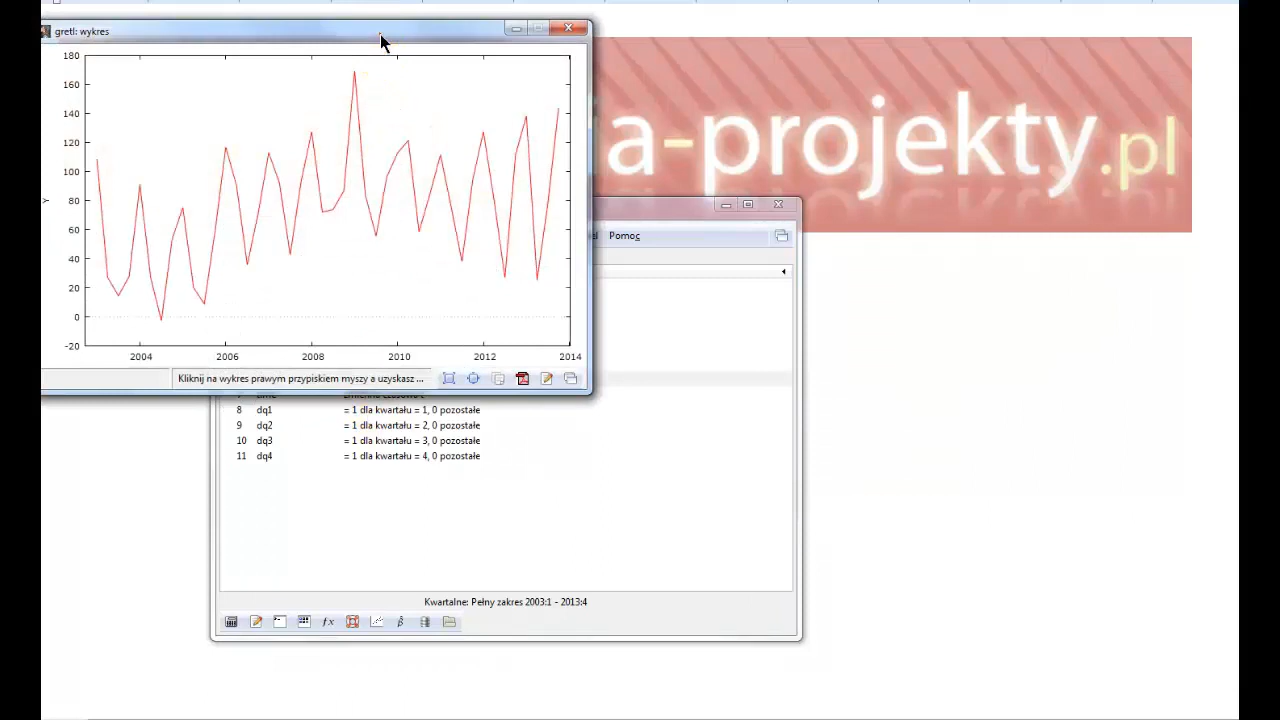 gretl: wykres
180
160
140
120
100
80
60
40
20
0
-20
Y
2004 2006 2008 2010 2012 2014
Kliknij na wykres prawym przypiskiem myszy a uzyskasz ...
ia-projekty.pl
Pomoc
8 dq1 = 1 dla kwartału = 1, 0 pozostałe
9 dq2 = 1 dla kwartału = 2, 0 pozostałe
10 dq3 = 1 dla kwartału = 3, 0 pozostałe
11 dq4 = 1 dla kwartału = 4, 0 pozostałe
Kwartalne: Pełny zakres 2003:1 - 2013:4